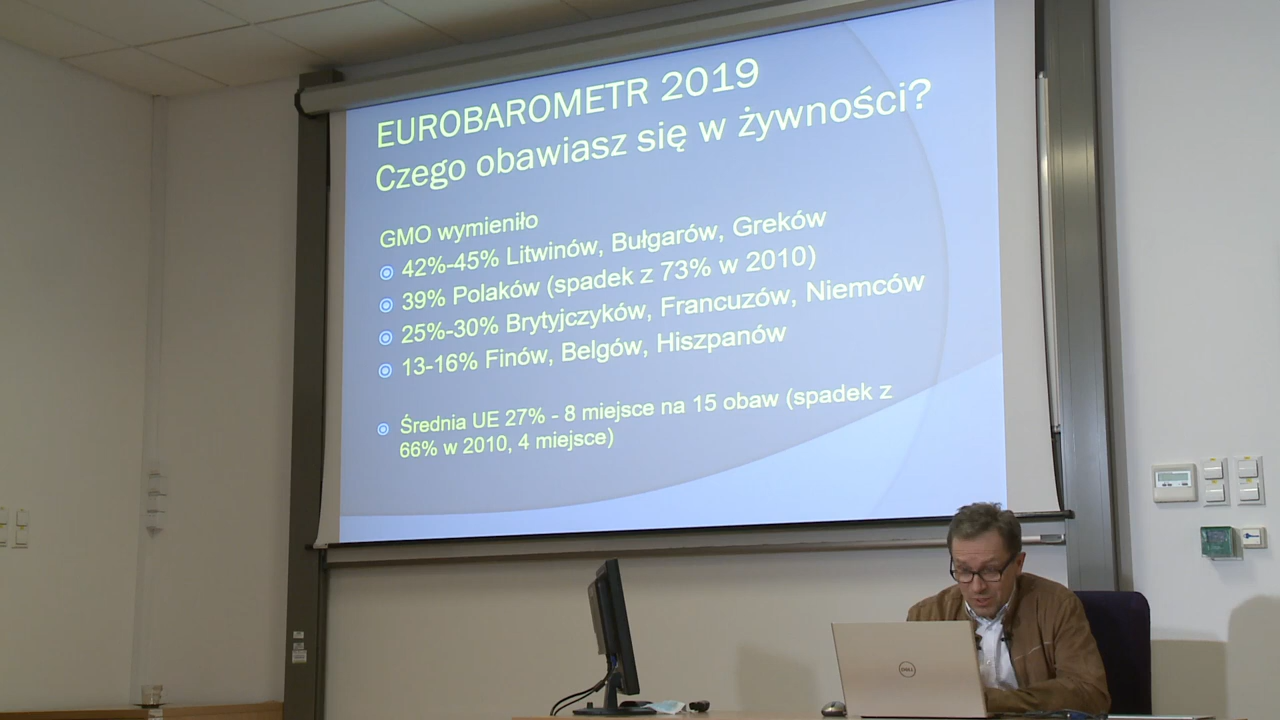 EUROBAROMETR 2019
Czego obawiasz się w żywności?
GMO wymieniło
42%-45% Litwinów, Bułgarów, Greków
39% Polaków (spadek z 73% w 2010)
25%-30% Brytyjczyków, Francuzów, Niemców
13-16% Finów, Belgów, Hiszpanów
Średnia UE 27% - 8 miejsce na 15 obaw (spadek z
66% w 2010, 4 miejsce)
DELL